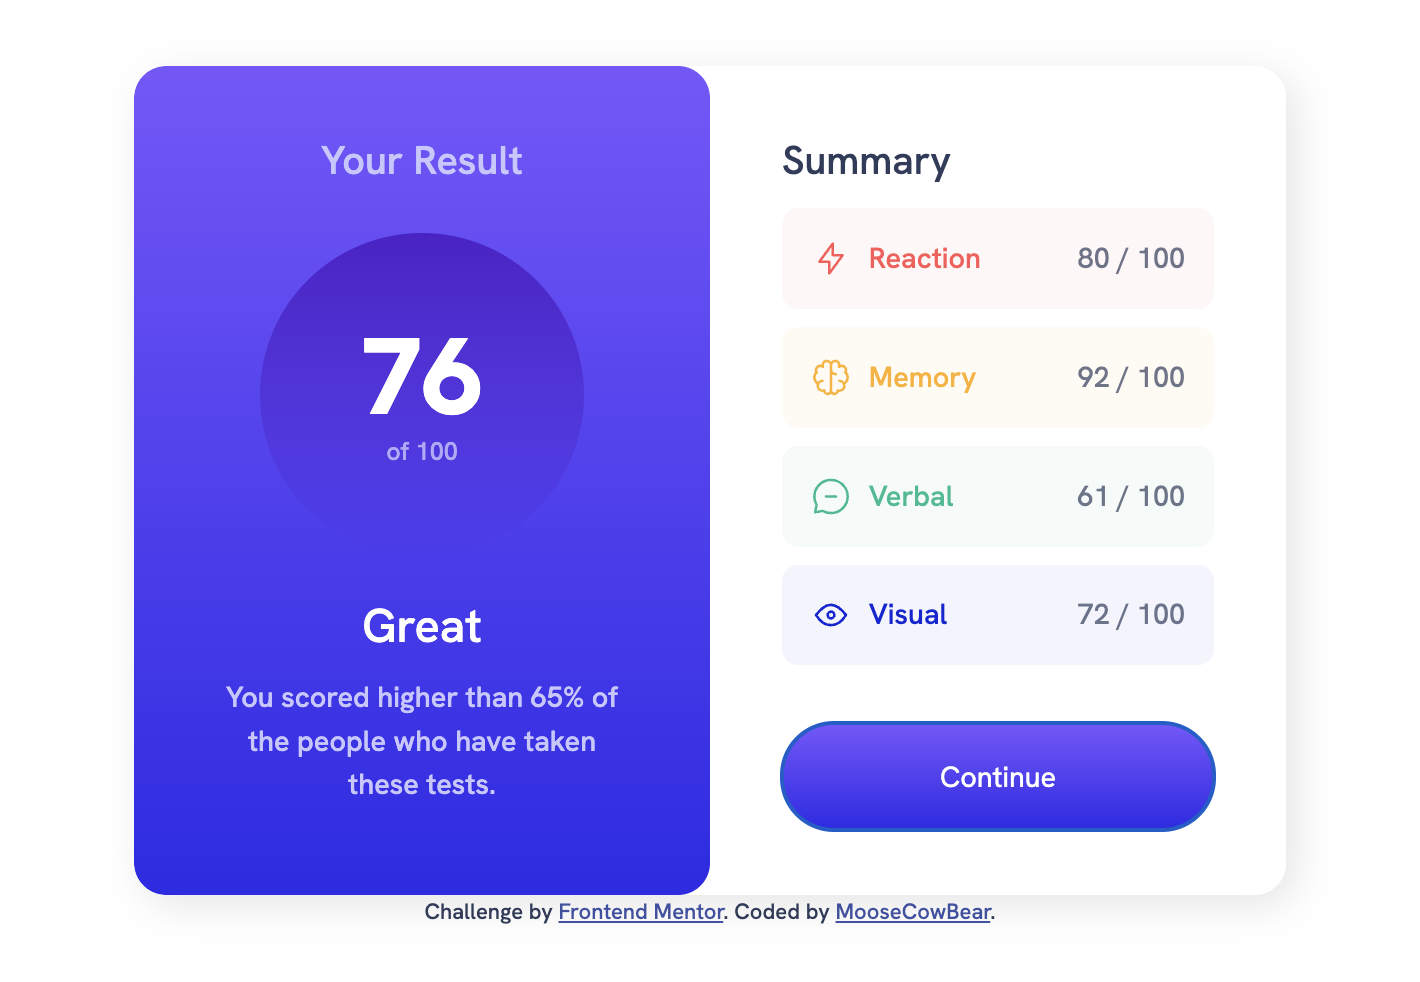 Your Result
76
of 100
Great
You scored higher than 65% of
the people who have taken
these tests.
Summary
Reaction 80 / 100
Memory 92 / 100
Verbal 61 / 100
Visual 72 / 100
Continue
Challenge by Frontend Mentor. Coded by MooseCowBear.